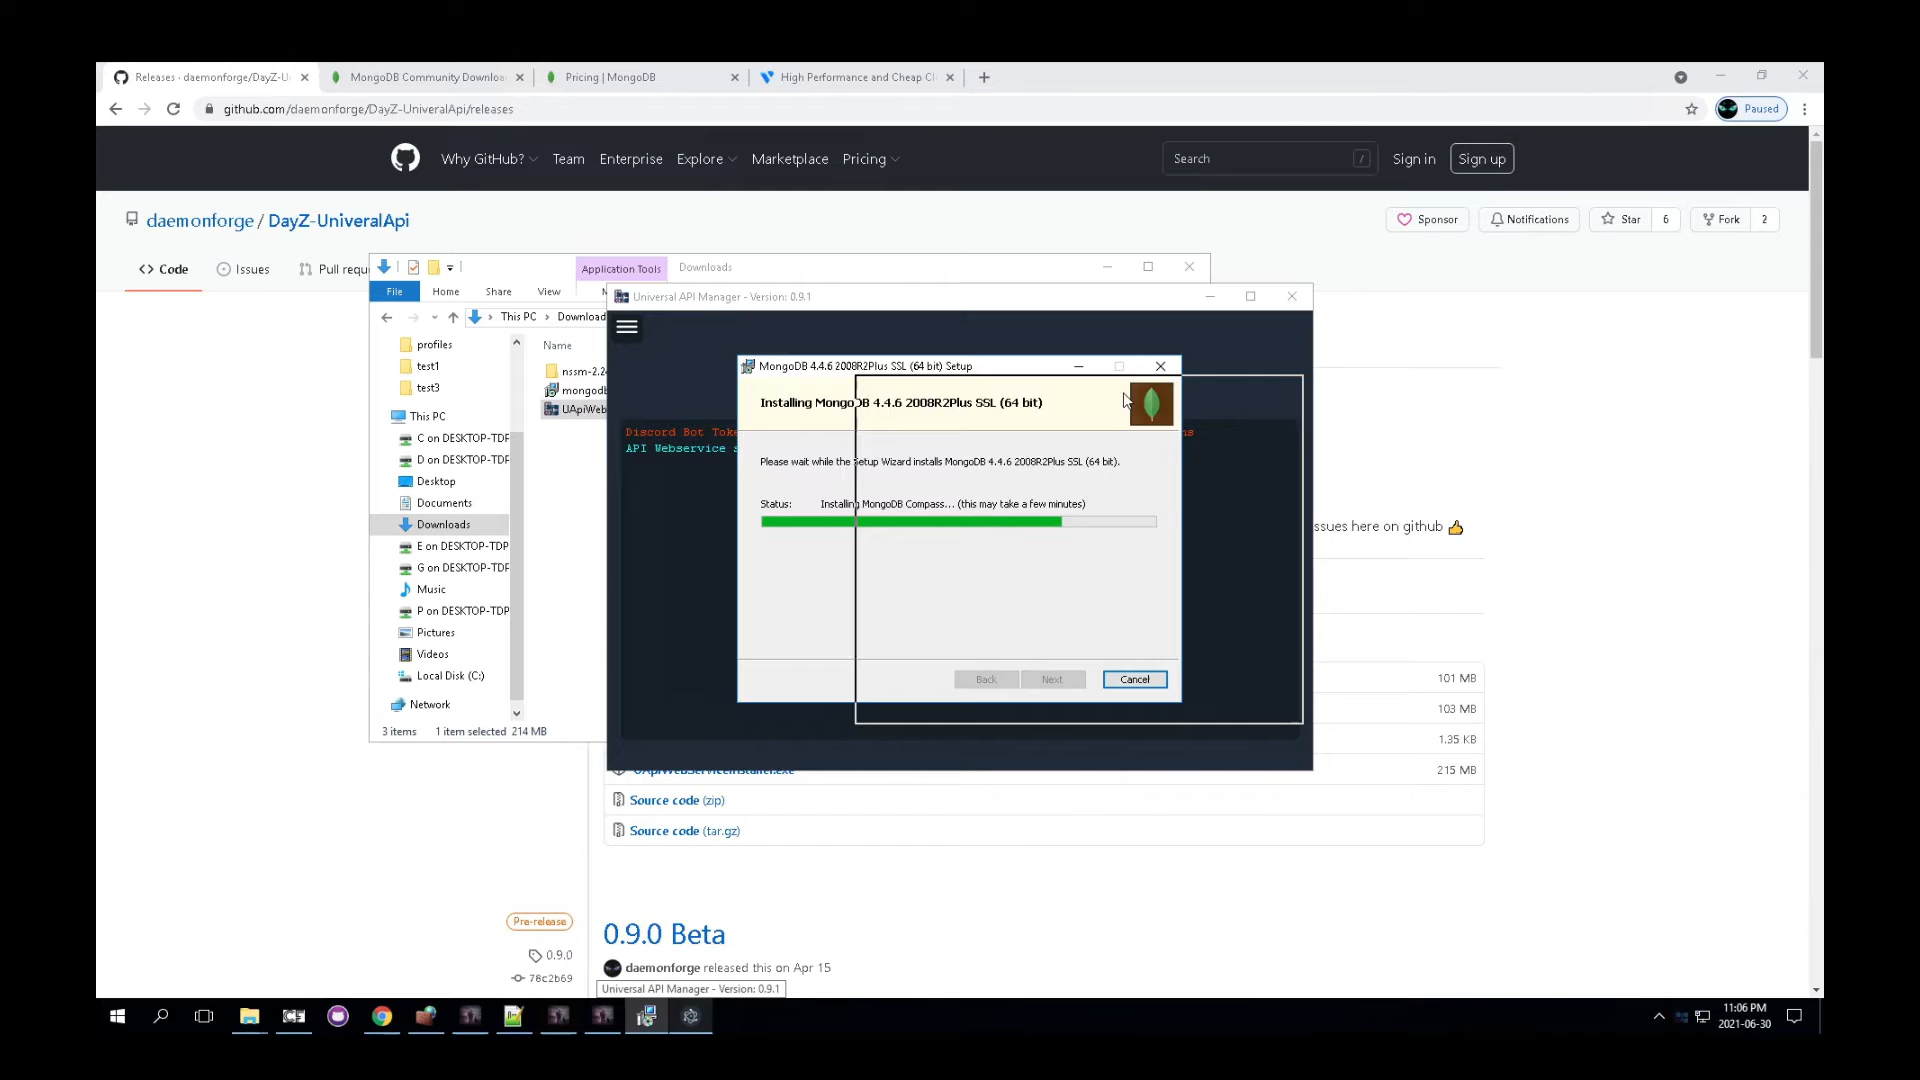 Releases · daemonforge/DayZ-U
MongoDB Community Downloa
Pricing | MongoDB
High Performance and Cheap Cl
github.com/daemonforge/DayZ-UniveralApi/releases
Paused
Why GitHub?
Team
Enterprise
Explore
Marketplace
Pricing
Search
/
Sign in
Sign up
daemonforge / DayZ-UniveralApi
Sponsor
Notifications
Star
6
Fork
2
Code
Issues
Pull requ
Application Tools
Downloads
File
Home
Share
View
This PC
Download
Universal API Manager - Version: 0.9.1
profiles
test1
test3
This PC
C on DESKTOP-TDP
D on DESKTOP-TDP
Desktop
Documents
Downloads
E on DESKTOP-TDP
G on DESKTOP-TDP
Music
P on DESKTOP-TDP
Pictures
Videos
Local Disk (C:)
Network
Name
nssm-2.24
mongodb
UApiWeb
3 items
1 item selected 214 MB
Discord Bot Toke
ns
API Webservice s
MongoDB 4.4.6 2008R2Plus SSL (64 bit) Setup
Installing MongoDB 4.4.6 2008R2Plus SSL (64 bit)
Please wait while the Setup Wizard installs MongoDB 4.4.6 2008R2Plus SSL (64 bit).
Status:
Installing MongoDB Compass... (this may take a few minutes)
Back
Next
Cancel
ssues here on github 👍
101 MB
103 MB
1.35 KB
UApiWebServiceInstaller.exe
215 MB
Source code (zip)
Source code (tar.gz)
Pre-release
0.9.0
78c2b69
0.9.0 Beta
daemonforge released this on Apr 15
Universal API Manager - Version: 0.9.1
11:06 PM
2021-06-30